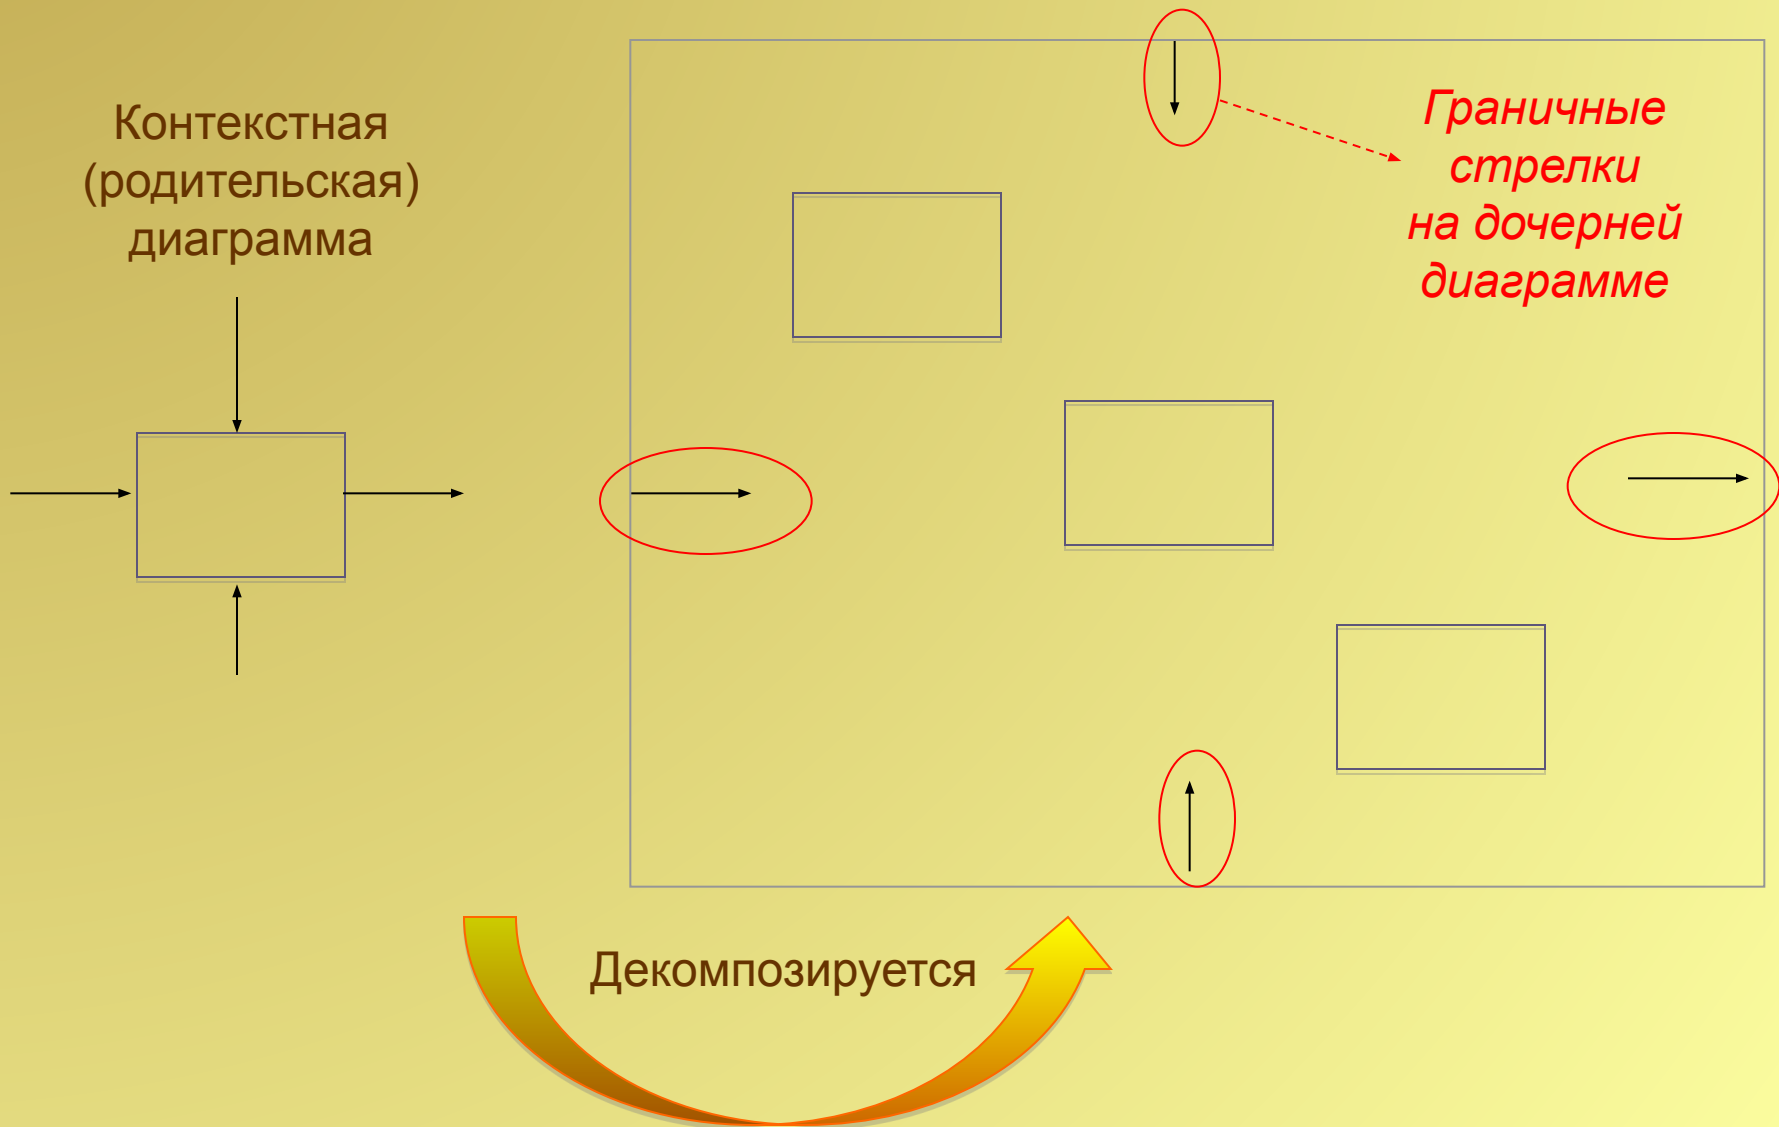 Контекстная
(родительская)
диаграмма
Граничные
стрелки
на дочерней
диаграмме
Декомпозируется